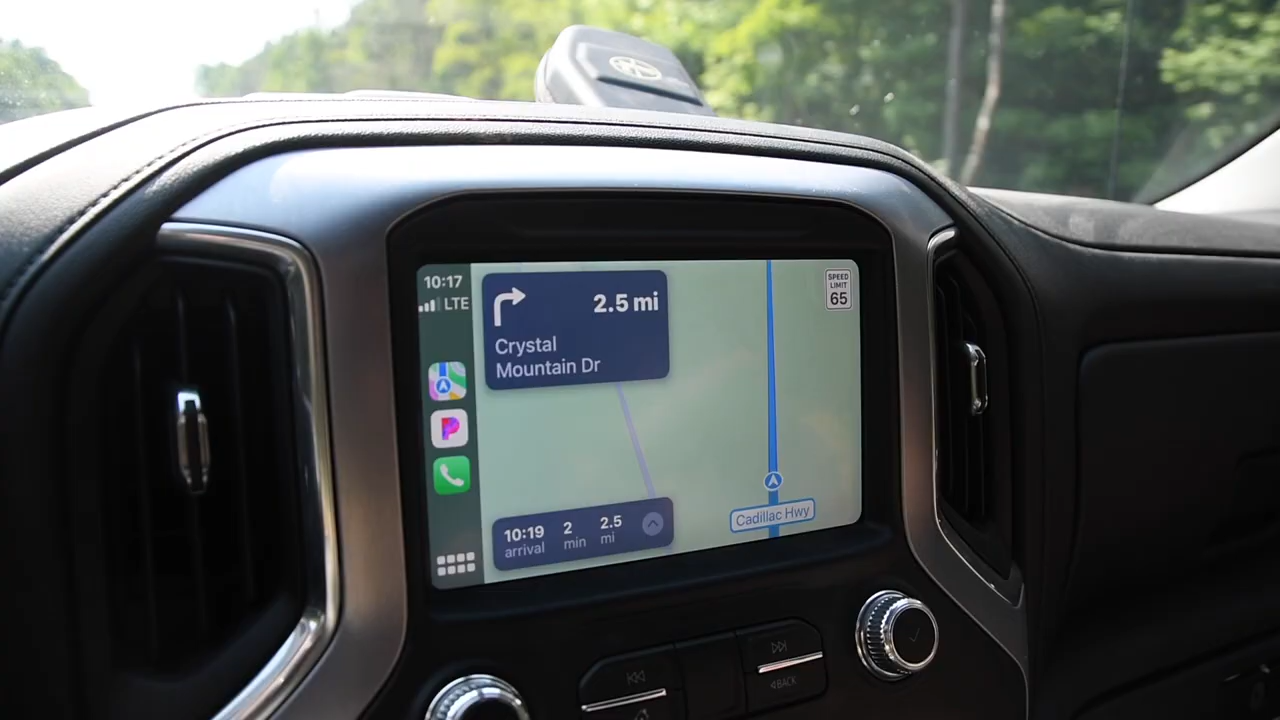 10:17
LTE
2.5 mi
Crystal
Mountain Dr
SPEED
LIMIT
65
Cadillac Hwy
10:19 2 2.5
arrival min mi
BACK